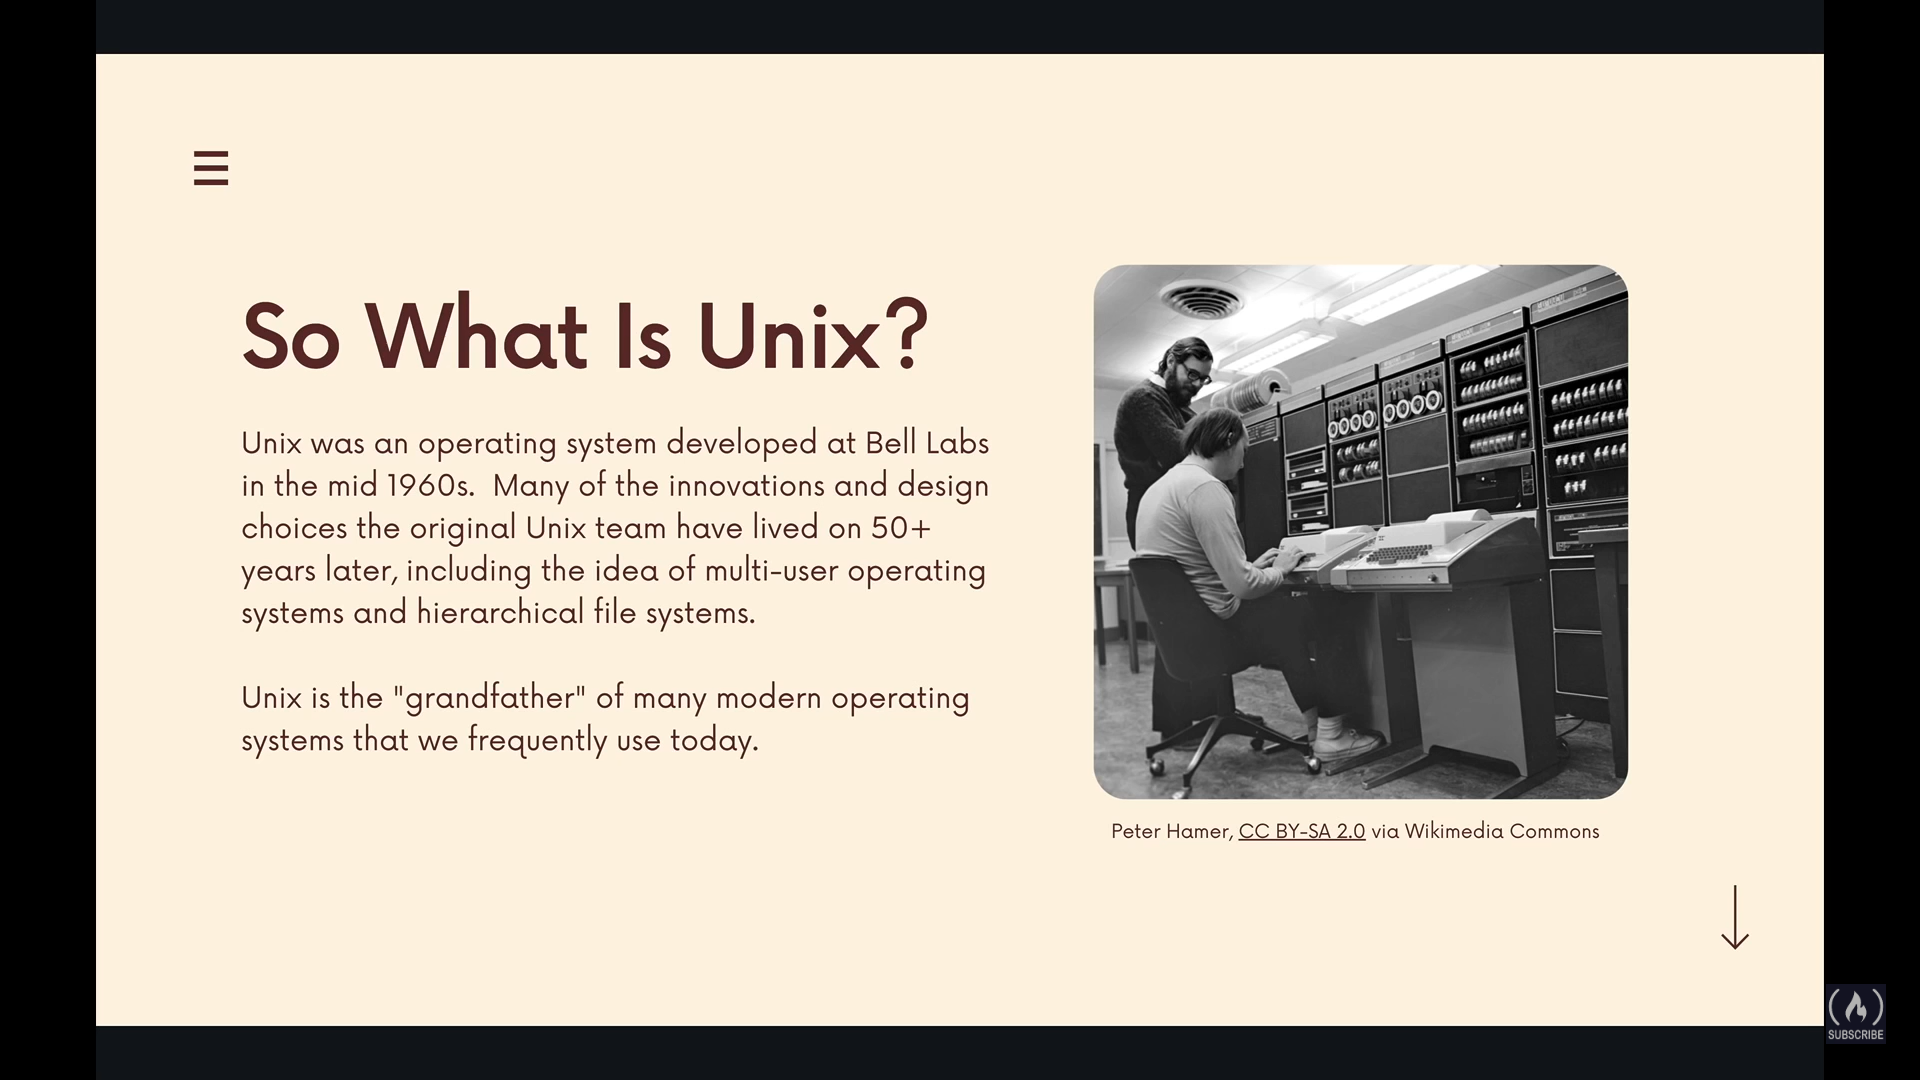 So What Is Unix?
Unix was an operating system developed at Bell Labs
in the mid 1960s.  Many of the innovations and design
choices the original Unix team have lived on 50+
years later, including the idea of multi-user operating
systems and hierarchical file systems.
Unix is the "grandfather" of many modern operating
systems that we frequently use today.
Peter Hamer, CC BY-SA 2.0 via Wikimedia Commons
SUBSCRIBE